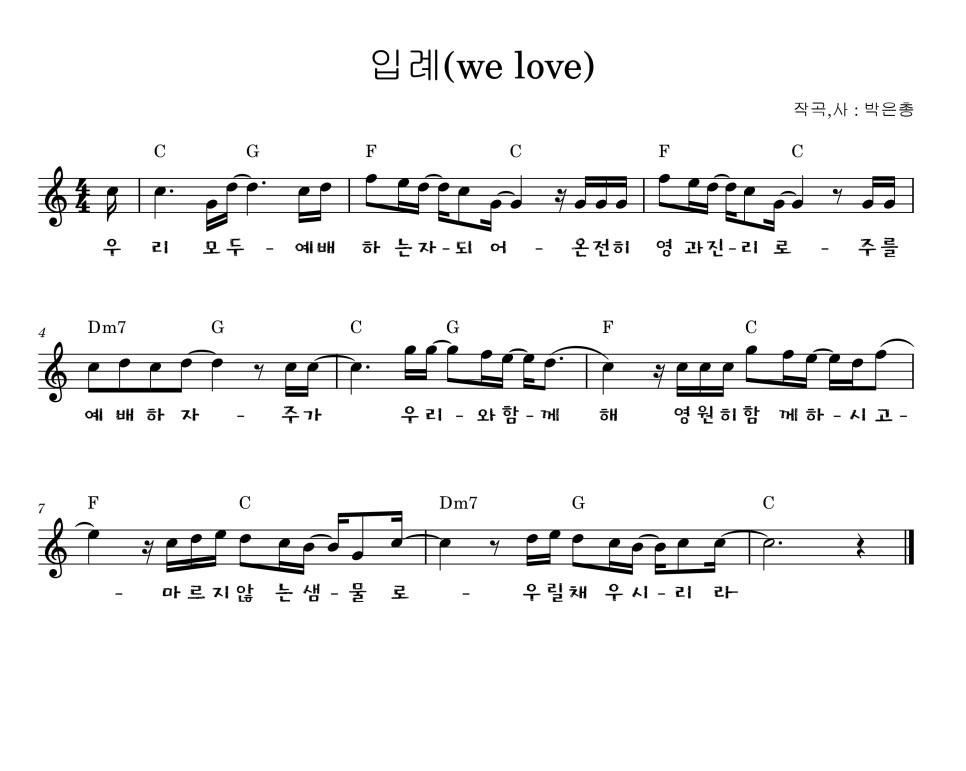 입례(we love)
작곡,사 : 박은총
C G F C F C
우 리 모 두 - 예배 하 는자-되 어 - 온전히 영 과진-리 로 - 주를
4 Dm7 G C G F C
예 배 하 자 - 주가 우리-와함-께 해 영원히함 께하-시고-
7 F C Dm7 G C
- 마르지않 는 샘-물 로 - 우릴채 우시-리 라